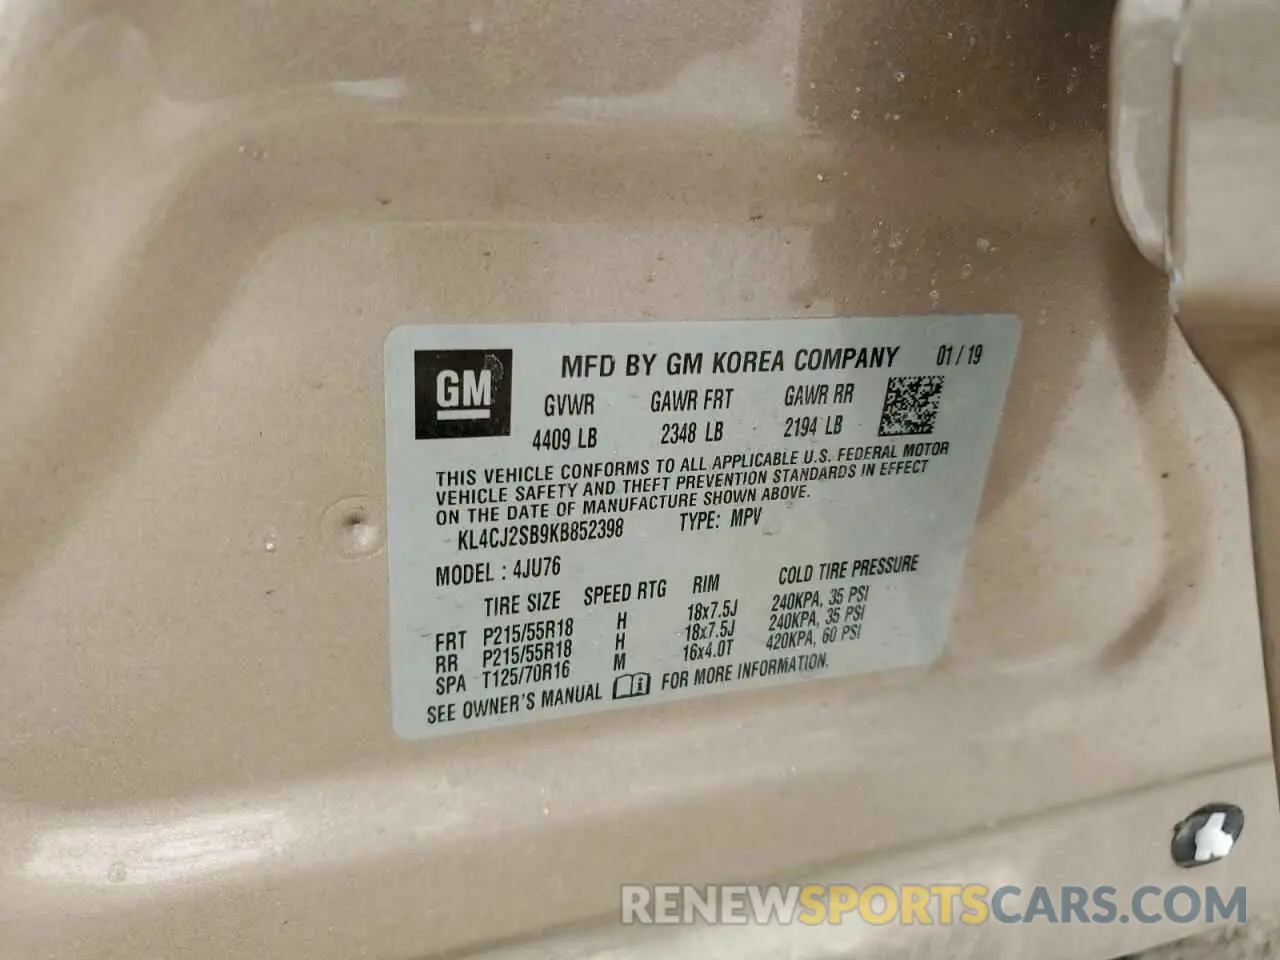 GM
MFD BY GM KOREA COMPANY 01 / 19
GVWR GAWR FRT GAWR RR
4409 LB 2348 LB 2194 LB
THIS VEHICLE CONFORMS TO ALL APPLICABLE U.S. FEDERAL MOTOR
VEHICLE SAFETY AND THEFT PREVENTION STANDARDS IN EFFECT
ON THE DATE OF MANUFACTURE SHOWN ABOVE.
KL4CJ2SB9KB852398 TYPE: MPV
MODEL : 4JU76
TIRE SIZE SPEED RTG RIM COLD TIRE PRESSURE
FRT P215/55R18 H 18x7.5J 240KPA, 35 PSI
RR P215/55R18 H 18x7.5J 240KPA, 35 PSI
SPA T125/70R16 M 16x4.0T 420KPA, 60 PSI
SEE OWNER'S MANUAL FOR MORE INFORMATION.
RENEWSPORTSCARS.COM